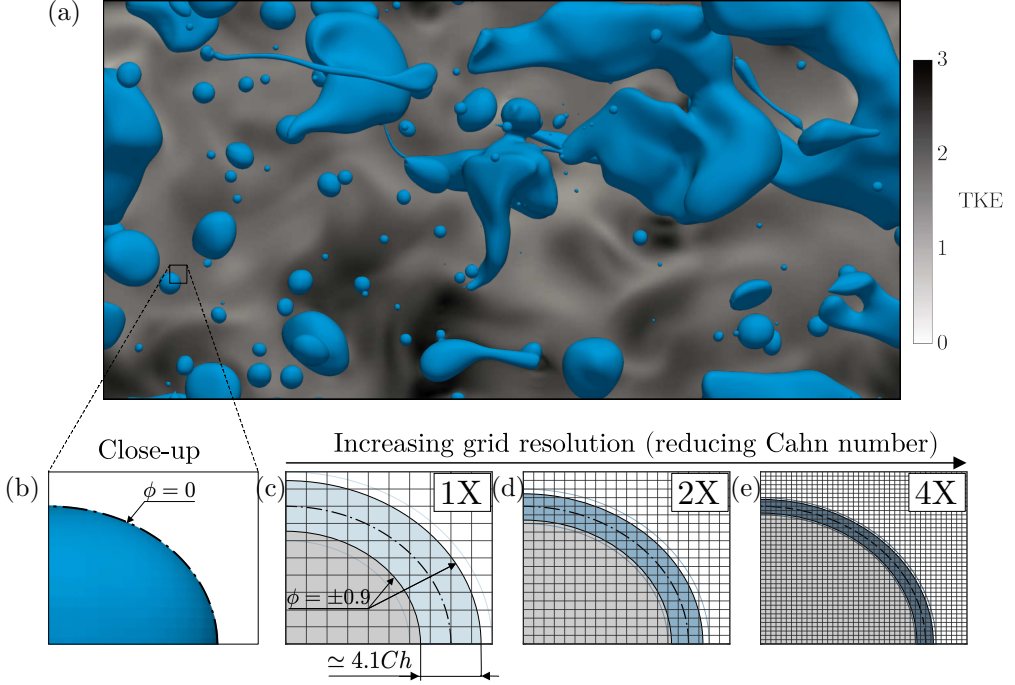 (a)
3
2
TKE
1
0
Close-up
Increasing grid resolution (reducing Cahn number)
(b)
ϕ = 0
(c)
1X
(d)
2X
(e)
4X
ϕ = ±0.9
≃ 4.1Ch